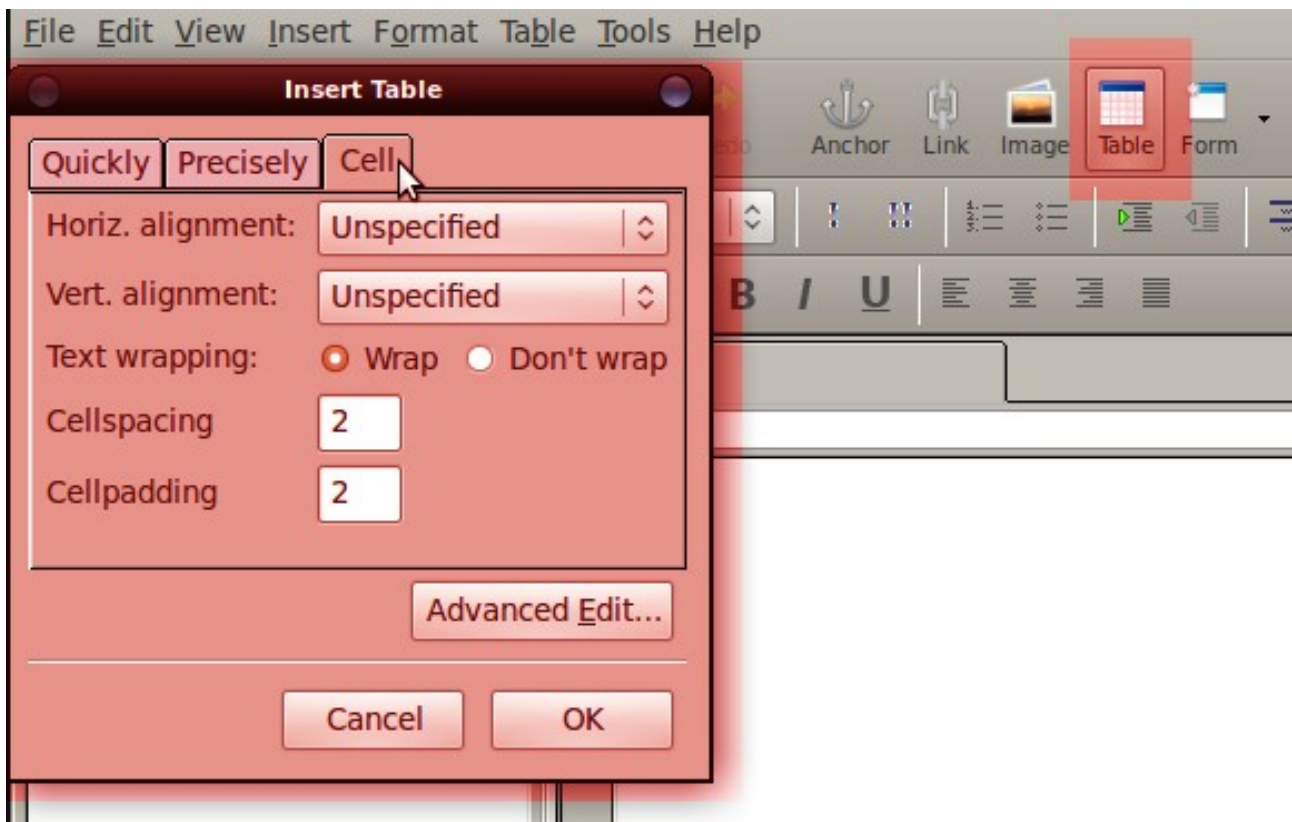 File Edit View Insert Format Table Tools Help
Insert Table
Anchor Link Image Table Form
Quickly Precisely Cell
Horiz. alignment: Unspecified
Vert. alignment: Unspecified
Text wrapping: Wrap Don't wrap
Cellspacing 2
Cellpadding 2
B I U
Advanced Edit...
Cancel OK